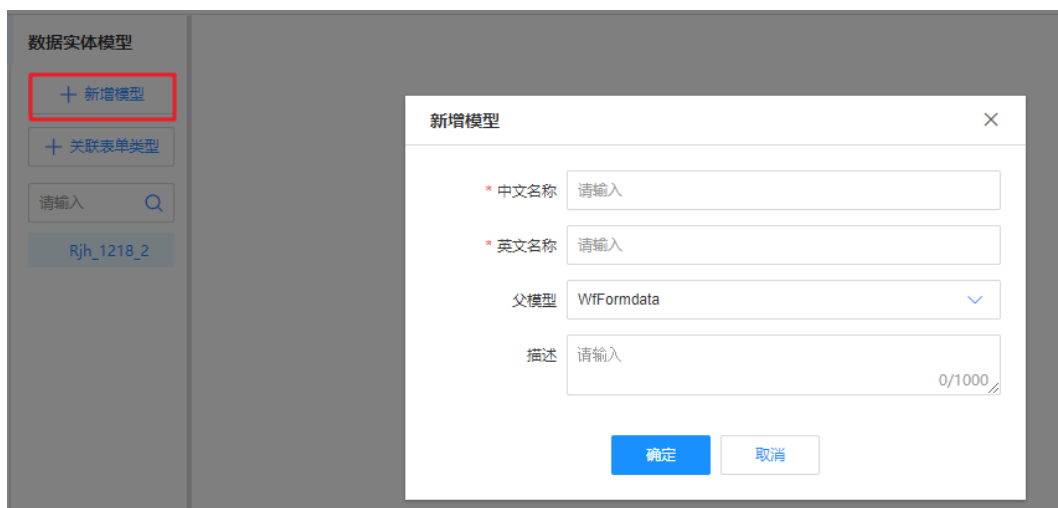 数据实体模型
新增模型
关联表单类型
请输入
Rjh_1218_2
新增模型
* 中文名称 请输入
* 英文名称 请输入
父模型 WfFormdata
描述 请输入
0/1000
确定 取消